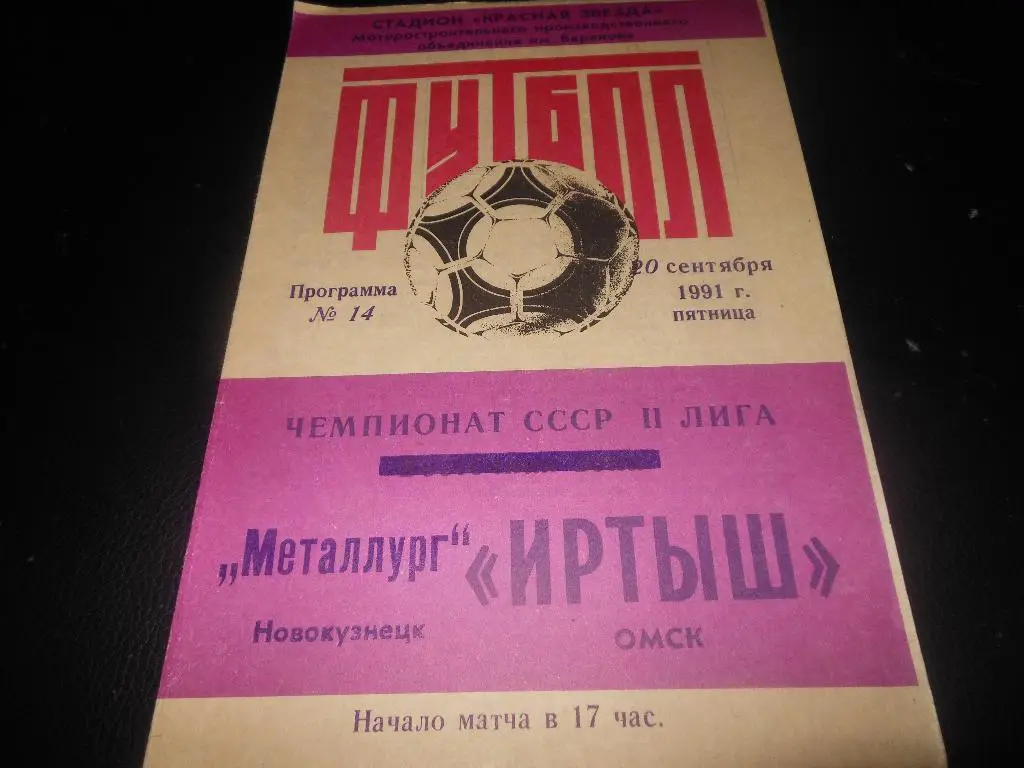 СТАДИОН «КРАСНАЯ ЗВЕЗДА»
Моторостроительного производственного
объединения им. Баранова
ФУТБОЛ
Программа
№ 14
20 сентября
1991 г.
пятница
ЧЕМПИОНАТ СССР II ЛИГА
„Металлург“ «ИРТЫШ»
Новокузнецк ОМСК
Начало матча в 17 час.